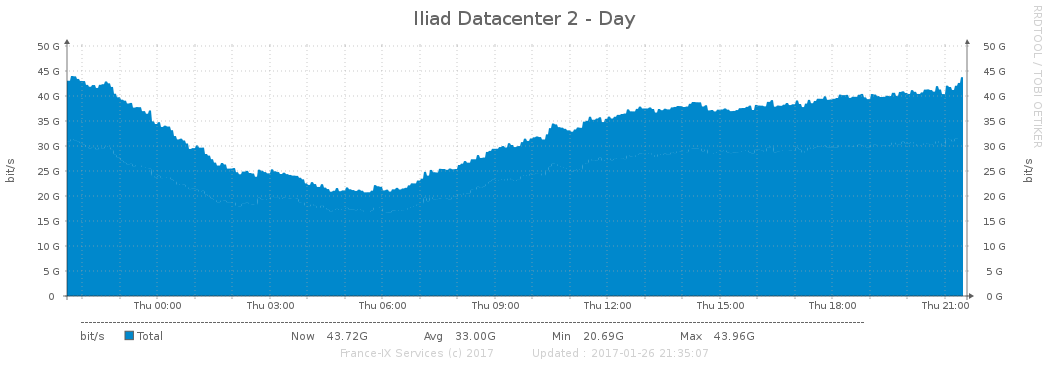 Iliad Datacenter 2 - Day
RRDTOOL / TOBI OETIKER
50 G 50 G
45 G 45 G
40 G 40 G
35 G 35 G
30 G 30 G
25 G 25 G
20 G 20 G
15 G 15 G
10 G 10 G
5 G 5 G
0 0 G
bit/s bit/s
Thu 00:00 Thu 03:00 Thu 06:00 Thu 09:00 Thu 12:00 Thu 15:00 Thu 18:00 Thu 21:00
bit/s Total Now 43.72G Avg 33.00G Min 20.69G Max 43.96G
France-IX Services (c) 2017 Updated : 2017-01-26 21:35:07